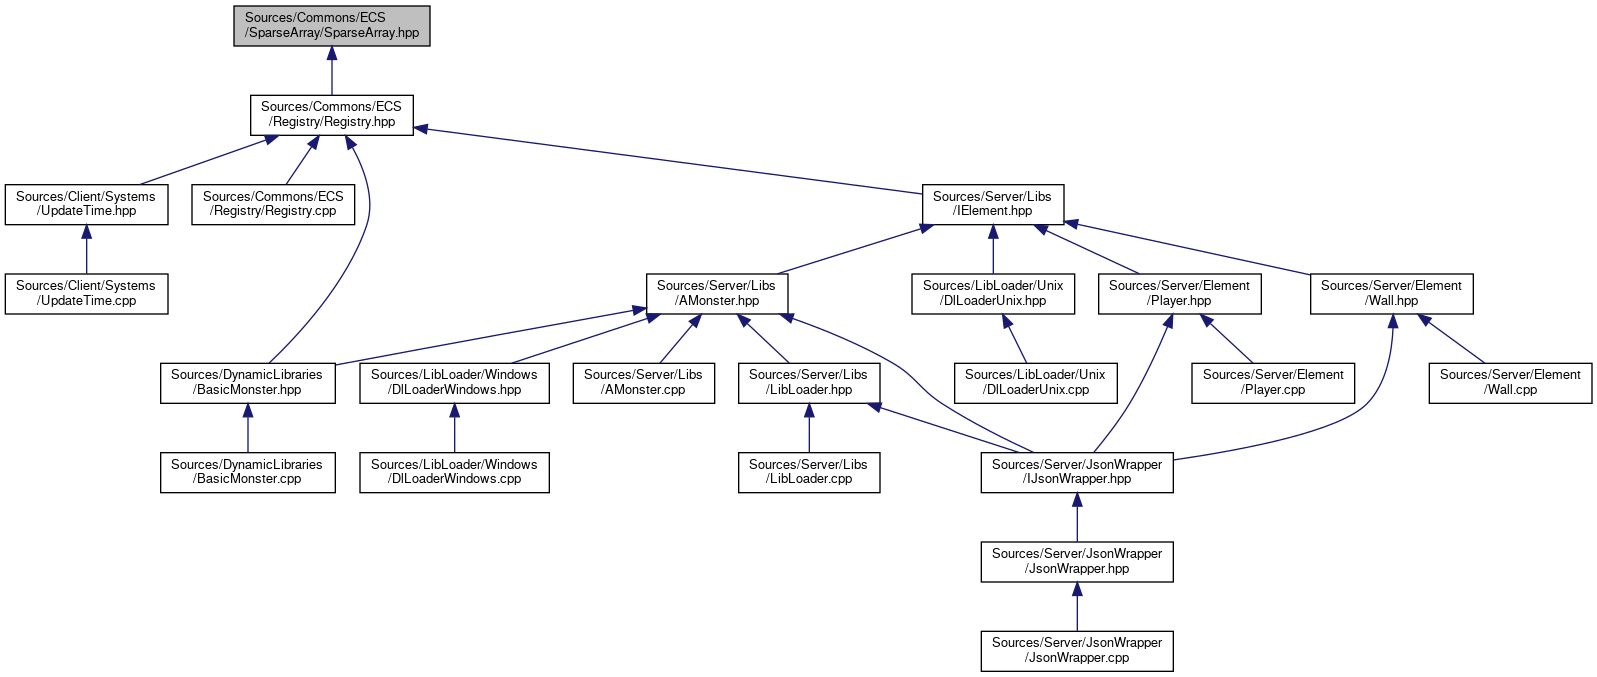 Sources/Commons/ECS
/SparseArray/SparseArray.hpp
Sources/Commons/ECS
/Registry/Registry.hpp
Sources/Client/Systems
/UpdateTime.hpp
Sources/Commons/ECS
/Registry/Registry.cpp
Sources/Server/Libs
/IElement.hpp
Sources/Client/Systems
/UpdateTime.cpp
Sources/Server/Libs
/AMonster.hpp
Sources/LibLoader/Unix
/DlLoaderUnix.hpp
Sources/Server/Element
/Player.hpp
Sources/Server/Element
/Wall.hpp
Sources/DynamicLibraries
/BasicMonster.hpp
Sources/LibLoader/Windows
/DlLoaderWindows.hpp
Sources/Server/Libs
/AMonster.cpp
Sources/Server/Libs
/LibLoader.hpp
Sources/LibLoader/Unix
/DlLoaderUnix.cpp
Sources/Server/Element
/Player.cpp
Sources/Server/Element
/Wall.cpp
Sources/DynamicLibraries
/BasicMonster.cpp
Sources/LibLoader/Windows
/DlLoaderWindows.cpp
Sources/Server/Libs
/LibLoader.cpp
Sources/Server/JsonWrapper
/IJsonWrapper.hpp
Sources/Server/JsonWrapper
/JsonWrapper.hpp
Sources/Server/JsonWrapper
/JsonWrapper.cpp